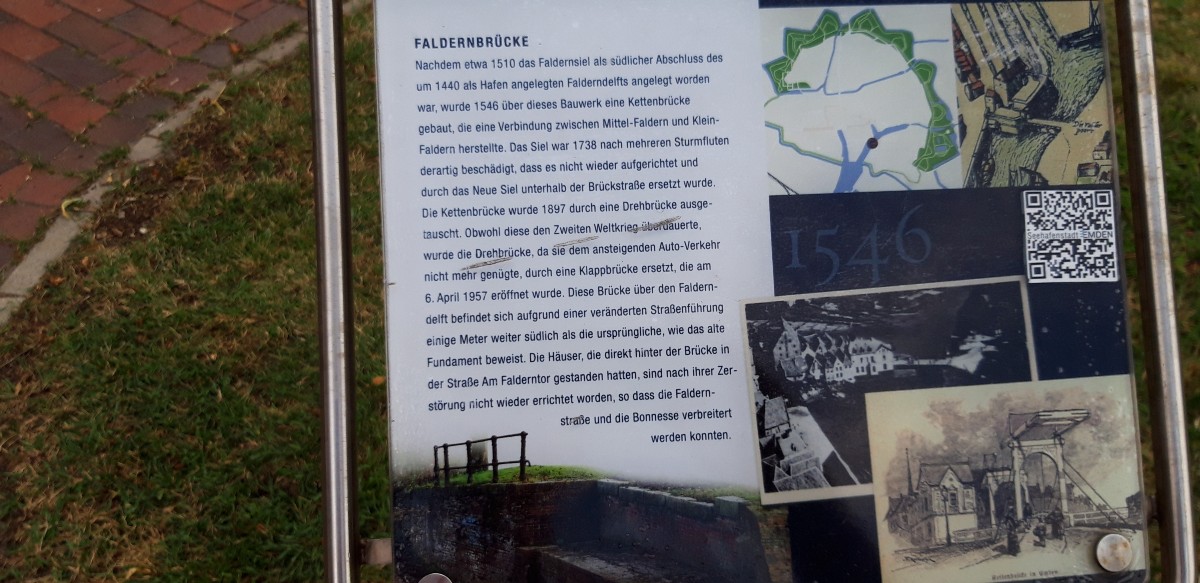 FALDERNBRÜCKE
Nachdem etwa 1510 das Faldernsiel als südlicher Abschluss des
um 1440 als Hafen angelegten Falderndelfts angelegt worden
war, wurde 1546 über dieses Bauwerk eine Kettenbrücke
gebaut, die eine Verbindung zwischen Mittel-Faldern und Klein-
Faldern herstellte. Das Siel war 1738 nach mehreren Sturmfluten
derartig beschädigt, dass es nicht wieder aufgerichtet und
durch das Neue Siel unterhalb der Brückstraße ersetzt wurde.
Die Kettenbrücke wurde 1897 durch eine Drehbrücke ausge-
tauscht. Obwohl diese den Zweiten Weltkrieg überdauerte,
wurde die Drehbrücke, da sie dem ansteigenden Auto-Verkehr
nicht mehr genügte, durch eine Klappbrücke ersetzt, die am
6. April 1957 eröffnet wurde. Diese Brücke über den Faldern-
delft befindet sich aufgrund einer veränderten Straßenführung
einige Meter weiter südlich als die ursprüngliche, wie das alte
Fundament beweist. Die Häuser, die direkt hinter der Brücke in
der Straße Am Falderntor gestanden hatten, sind nach ihrer Zer-
störung nicht wieder errichtet worden, so dass die Faldern-
straße und die Bonnesse verbreitert
werden konnten.
1546
Seehafenstadt EMDEN